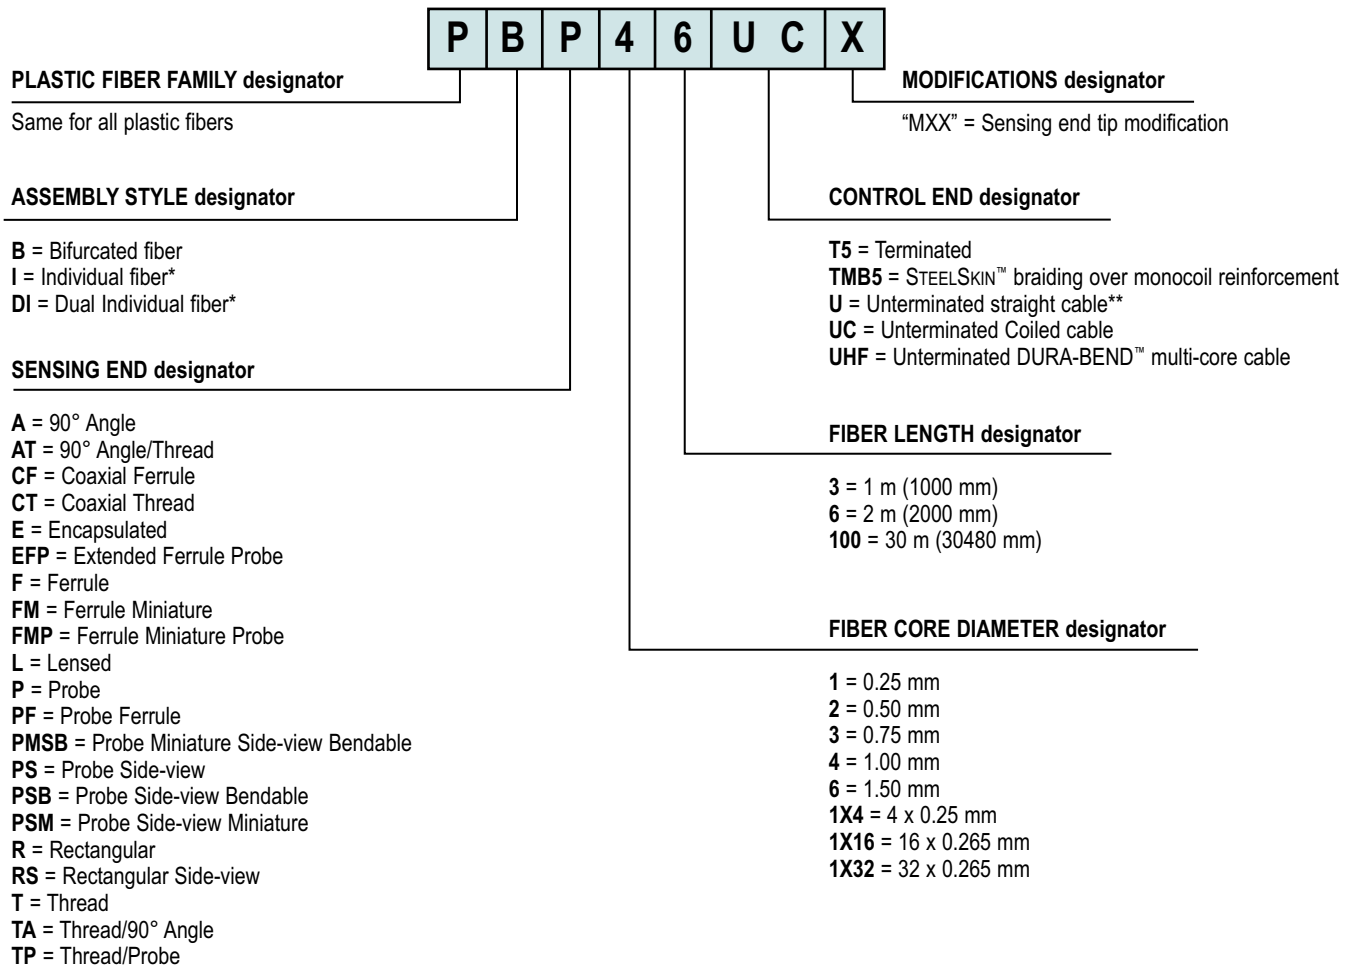 P B P 4 6 U C X
PLASTIC FIBER FAMILY designator
Same for all plastic fibers
ASSEMBLY STYLE designator
B = Bifurcated fiber
I = Individual fiber*
DI = Dual Individual fiber*
SENSING END designator
A = 90° Angle
AT = 90° Angle/Thread
CF = Coaxial Ferrule
CT = Coaxial Thread
E = Encapsulated
EFP = Extended Ferrule Probe
F = Ferrule
FM = Ferrule Miniature
FMP = Ferrule Miniature Probe
L = Lensed
P = Probe
PF = Probe Ferrule
PMSB = Probe Miniature Side-view Bendable
PS = Probe Side-view
PSB = Probe Side-view Bendable
PSM = Probe Side-view Miniature
R = Rectangular
RS = Rectangular Side-view
T = Thread
TA = Thread/90° Angle
TP = Thread/Probe
MODIFICATIONS designator
“MXX” = Sensing end tip modification
CONTROL END designator
T5 = Terminated
TMB5 = STEELSKIN™ braiding over monocoil reinforcement
U = Unterminated straight cable**
UC = Unterminated Coiled cable
UHF = Unterminated DURA-BEND™ multi-core cable
FIBER LENGTH designator
3 = 1 m (1000 mm)
6 = 2 m (2000 mm)
100 = 30 m (30480 mm)
FIBER CORE DIAMETER designator
1 = 0.25 mm
2 = 0.50 mm
3 = 0.75 mm
4 = 1.00 mm
6 = 1.50 mm
1X4 = 4 x 0.25 mm
1X16 = 16 x 0.265 mm
1X32 = 32 x 0.265 mm